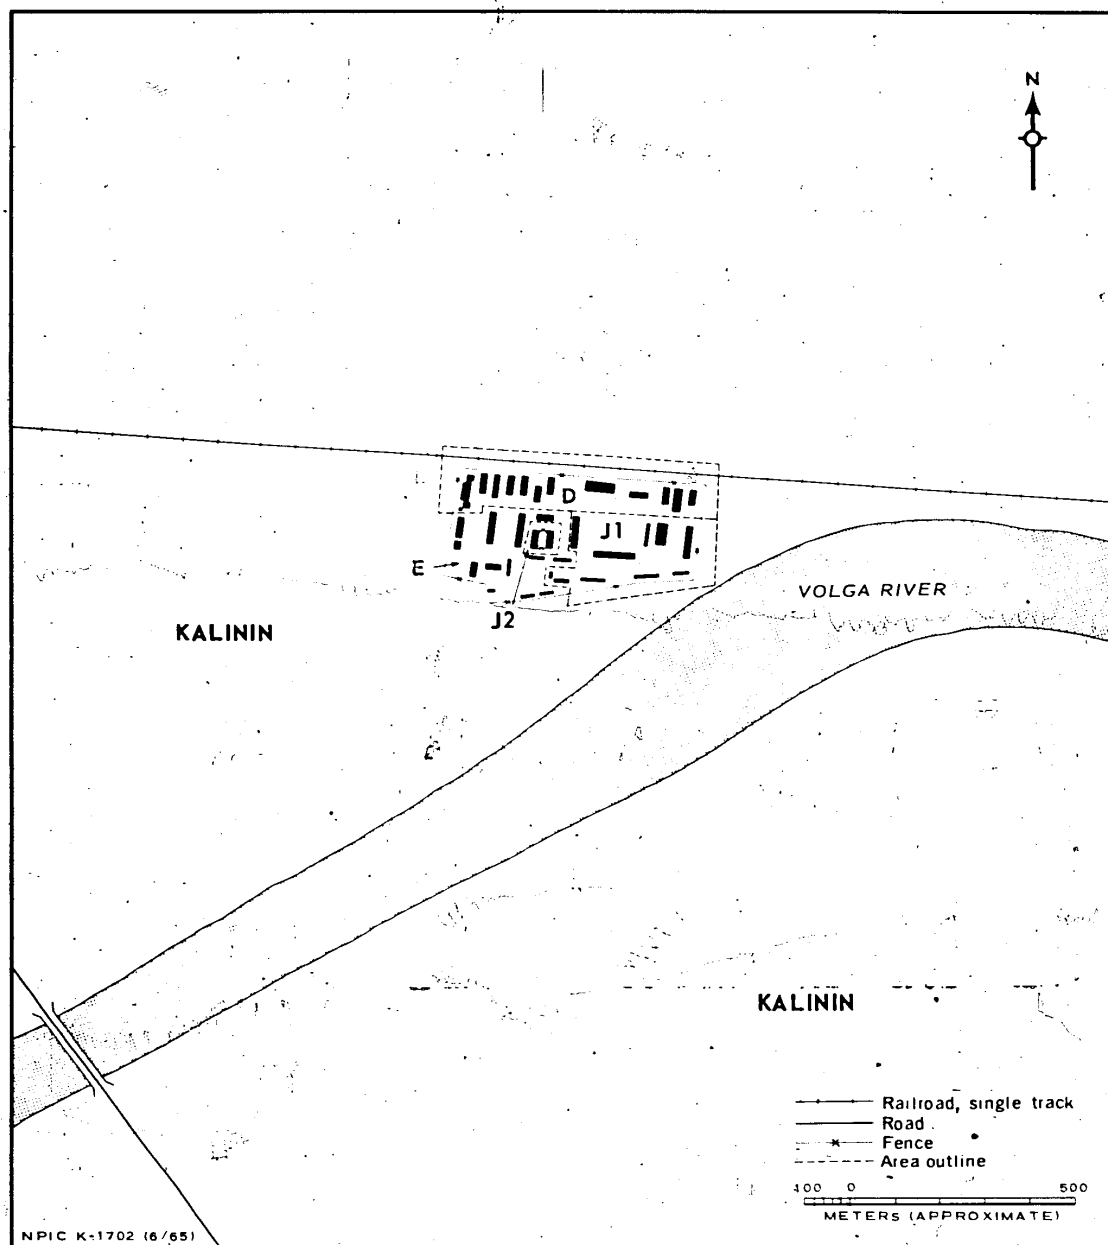 N
D
J1
E
J2
VOLGA RIVER
KALININ
KALININ
Railroad, single track
Road
Fence
Area outline
400 0 500
METERS (APPROXIMATE)
NPIC K-1702 (6/65)